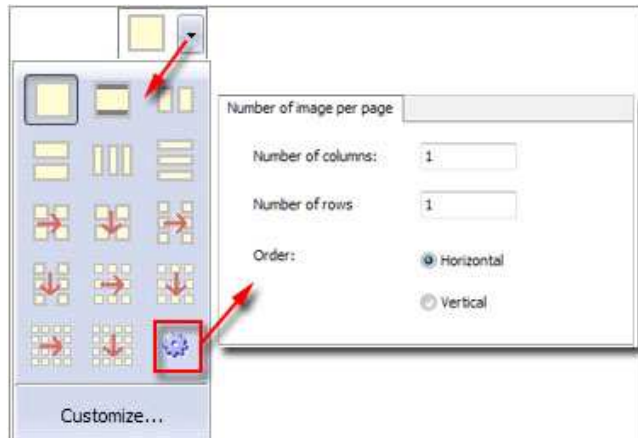 Number of image per page
Number of columns: 1
Number of rows 1
Order: Horizontal
Vertical
Customize...